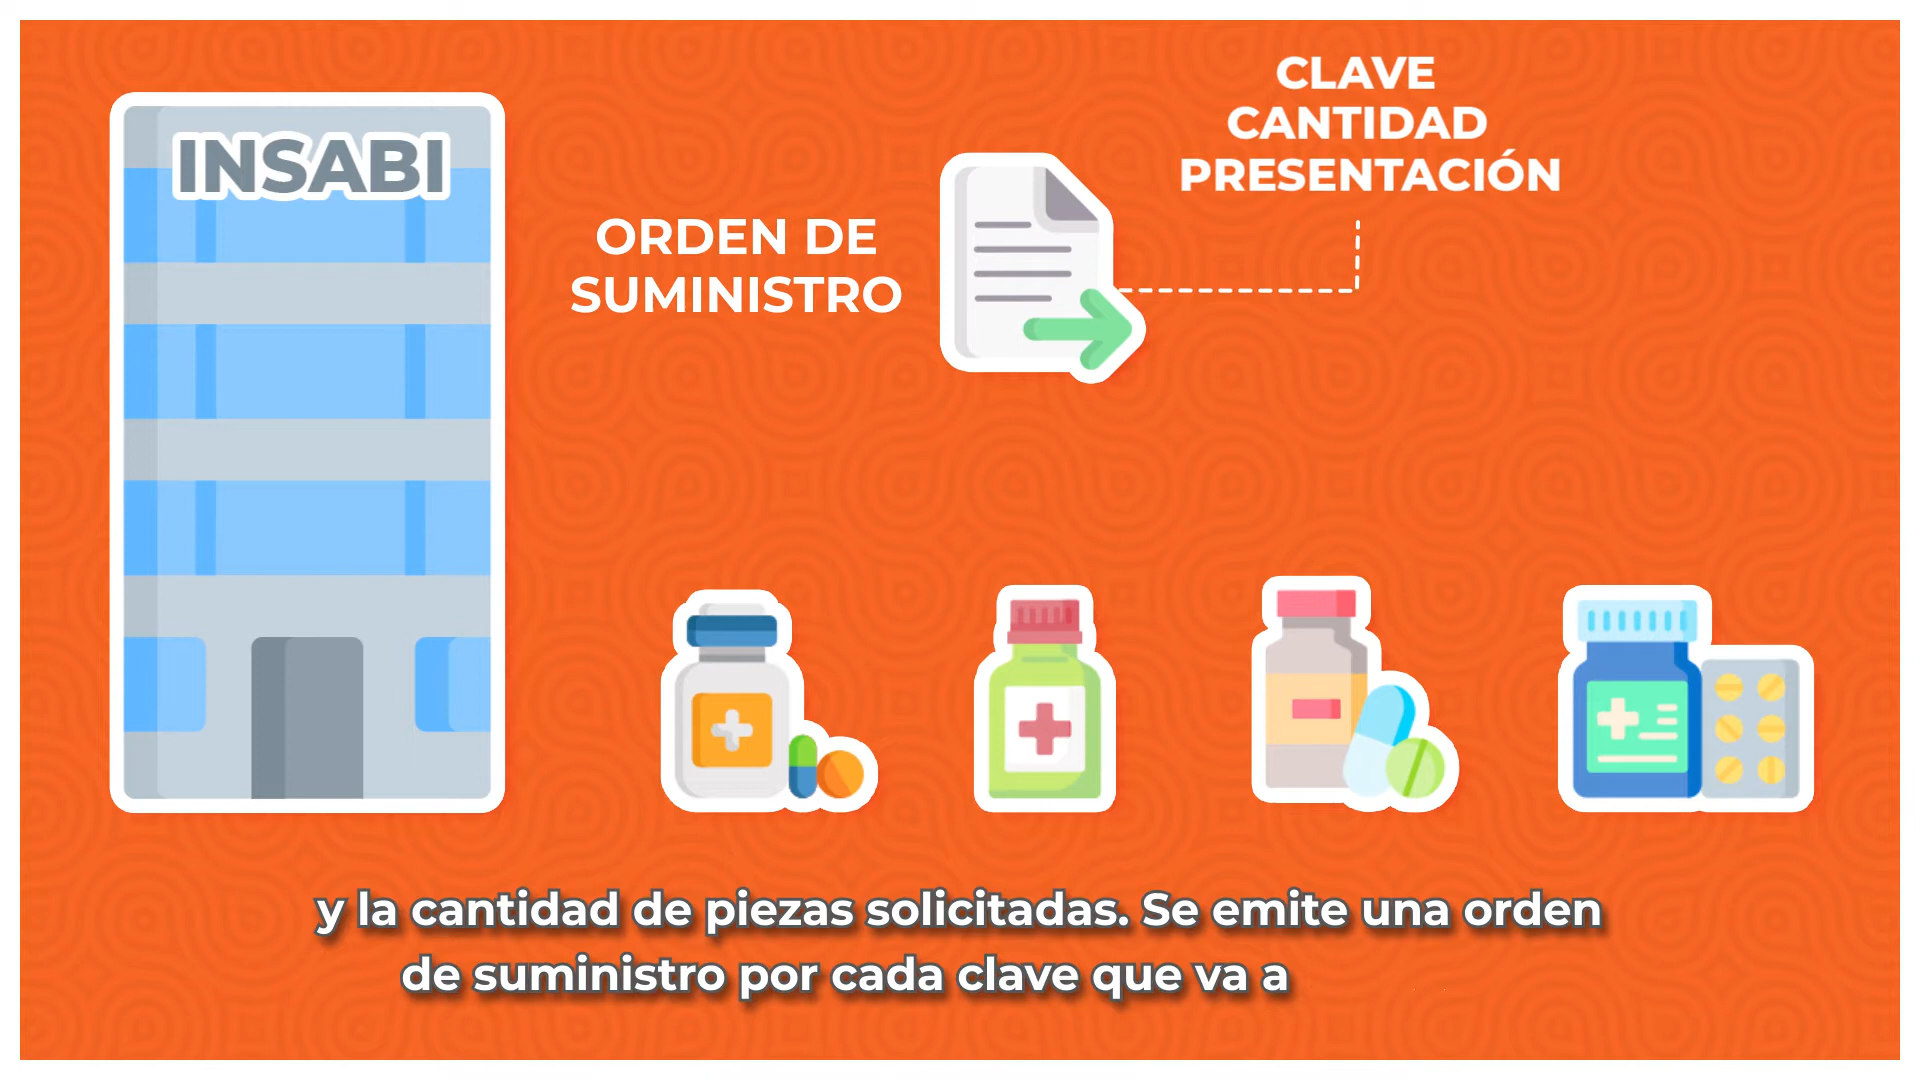 INSABI
ORDEN DE
SUMINISTRO
CLAVE
CANTIDAD
PRESENTACIÓN
y la cantidad de piezas solicitadas. Se emite una orden
de suministro por cada clave que va a